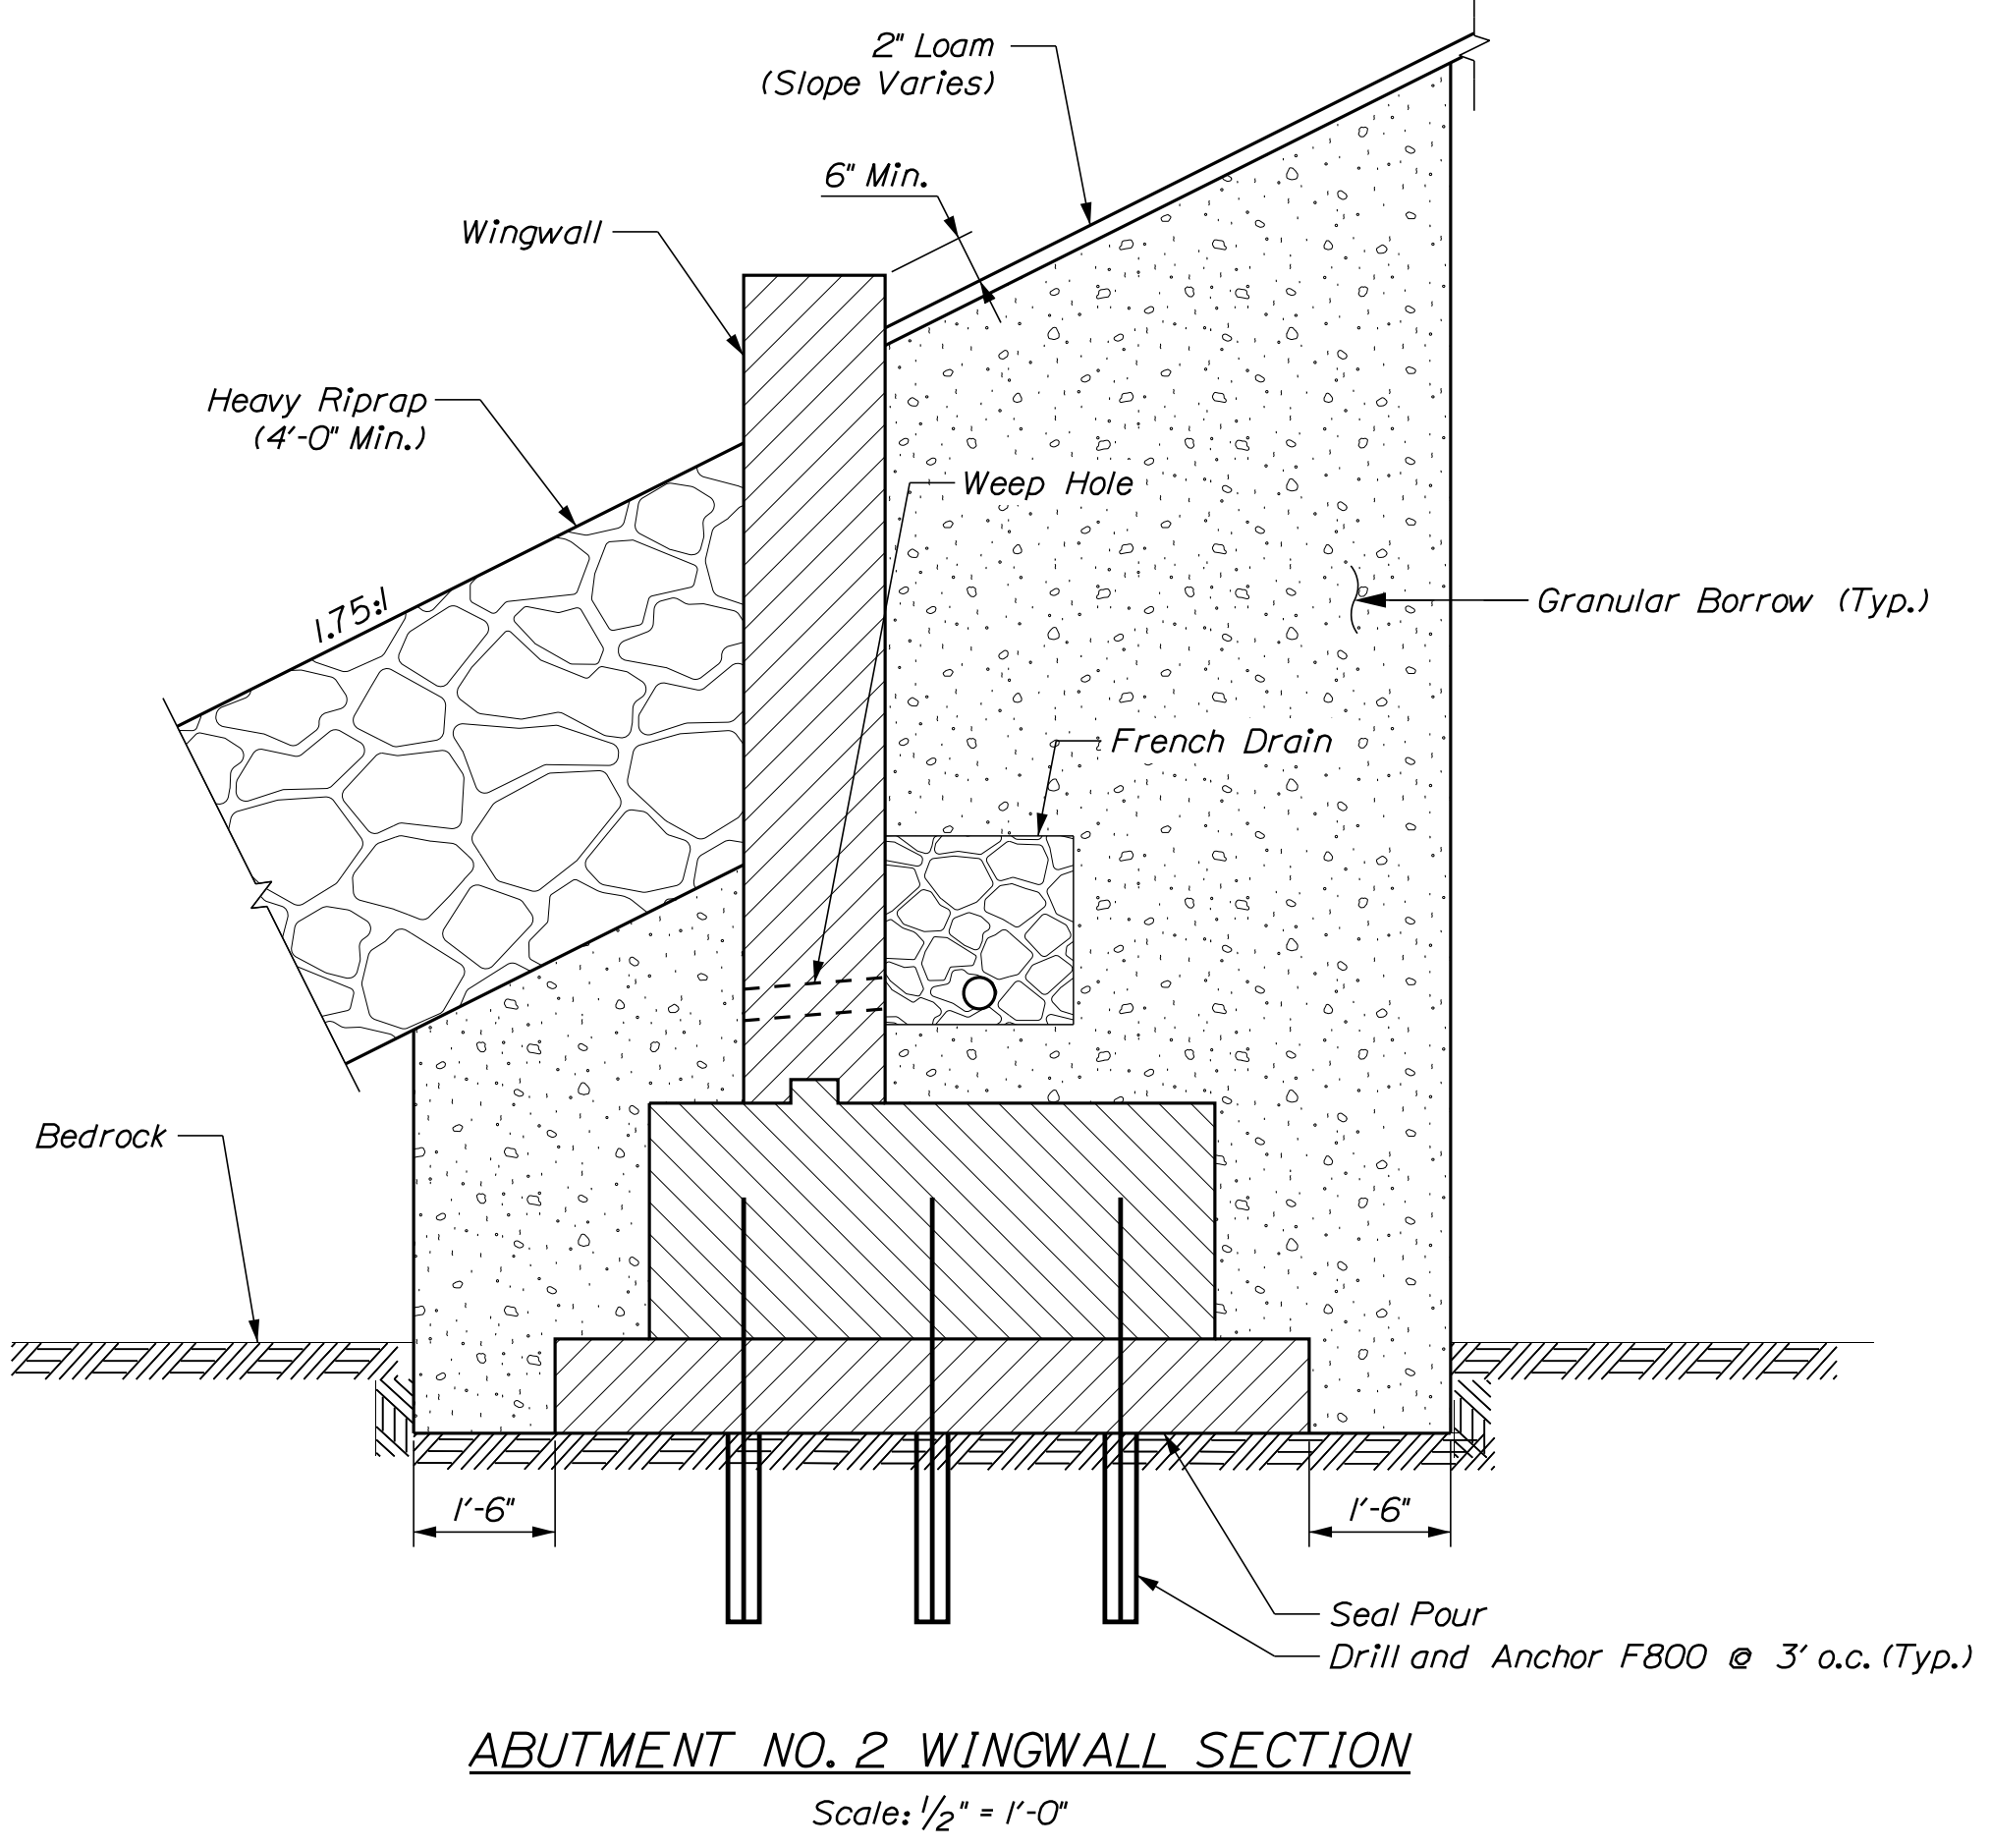 2" Loam
(Slope Varies)
6" Min.
Wingwall
Heavy Riprap
(4'-0" Min.)
Weep Hole
1.75:1
Granular Borrow (Typ.)
French Drain
Bedrock
1'-6"
1'-6"
Seal Pour
Drill and Anchor F800 @ 3' o.c. (Typ.)
ABUTMENT NO. 2 WINGWALL SECTION
Scale: 1/2" = 1'-0"